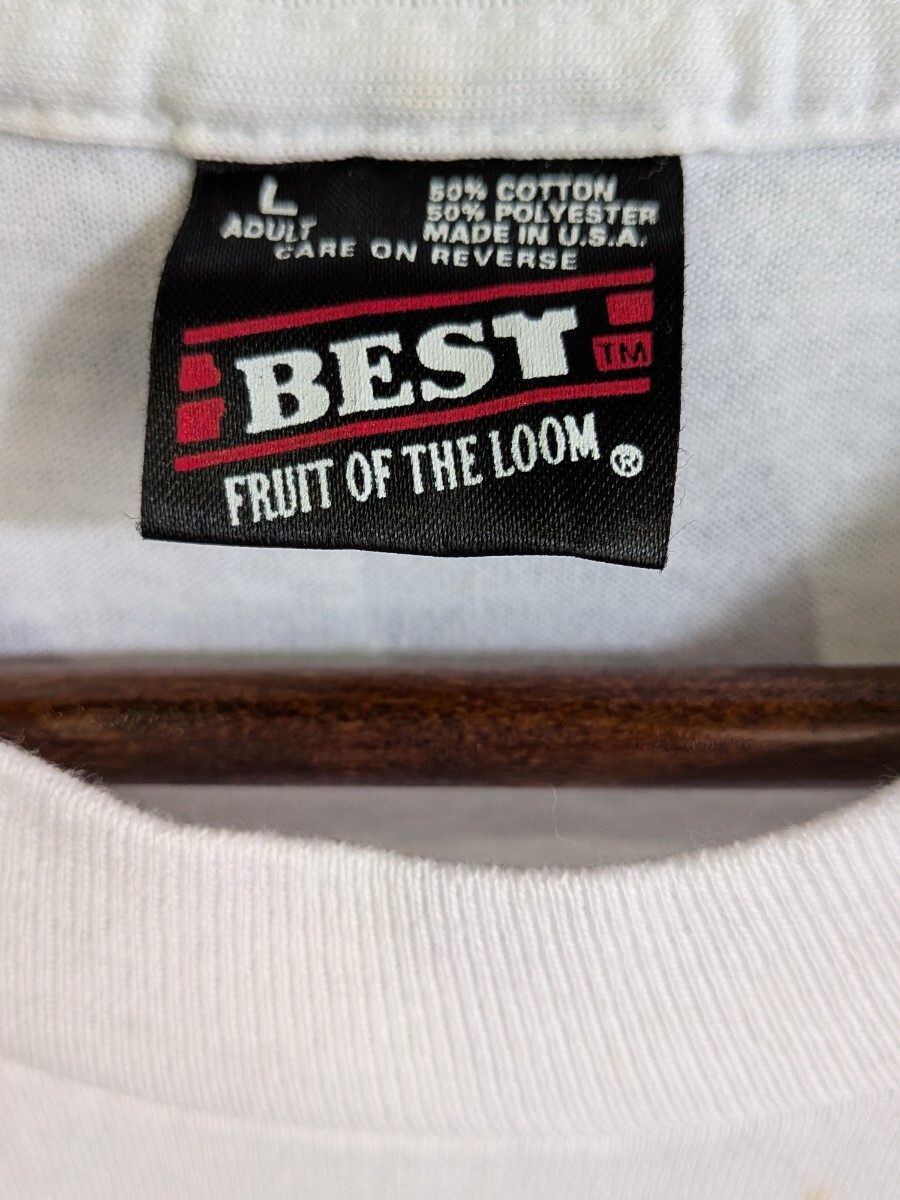 L
ADULT
50% COTTON
50% POLYESTER
MADE IN U.S.A.
CARE ON REVERSE
BEST
TM
FRUIT OF THE LOOM ®